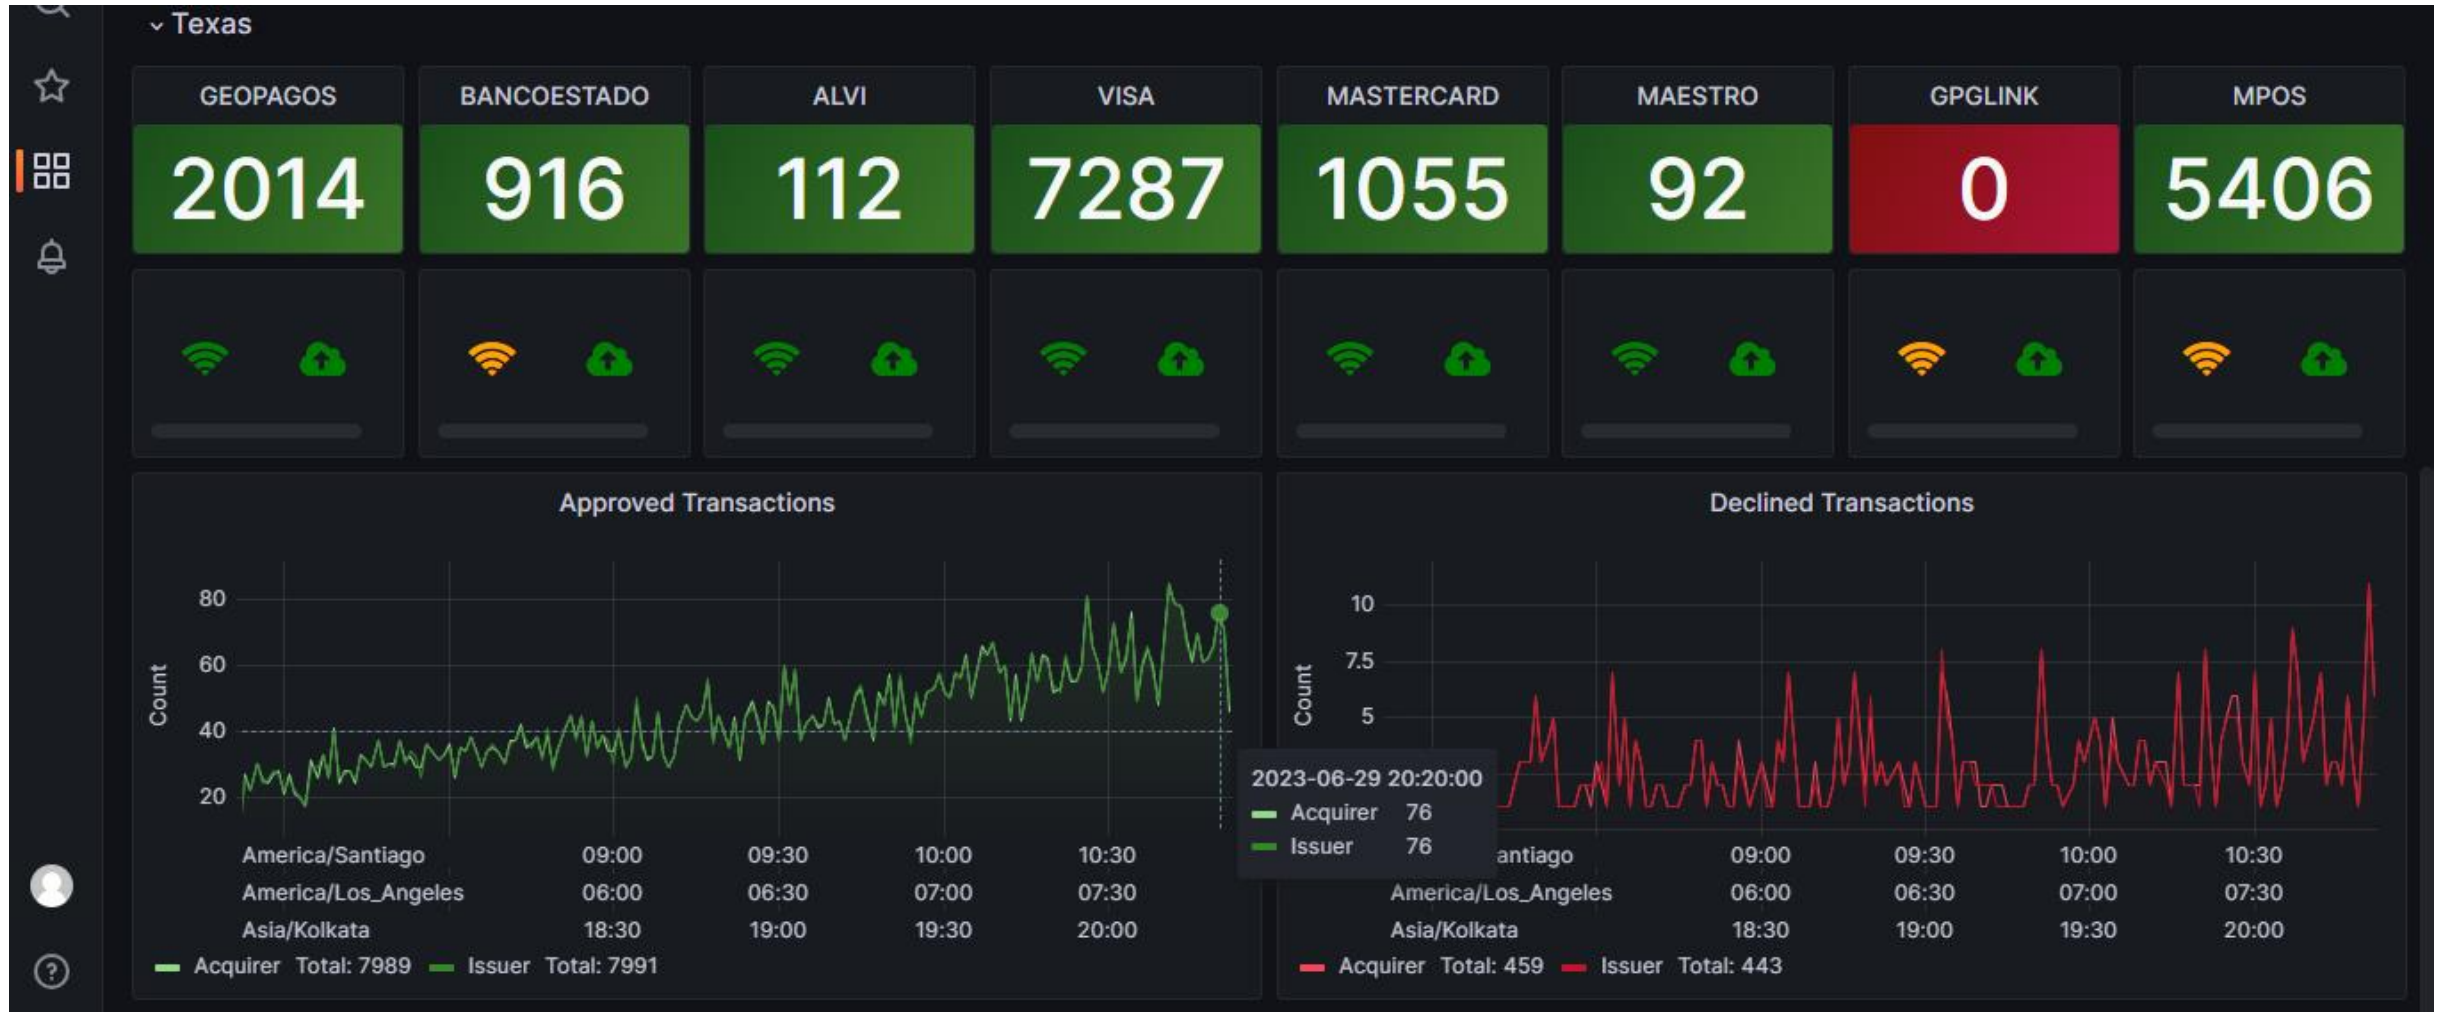 Texas
GEOPAGOS
BANCOESTADO
ALVI
VISA
MASTERCARD
MAESTRO
GPGLINK
MPOS
2014
916
112
7287
1055
92
0
5406
Approved Transactions
Count
80
60
40
20
America/Santiago 09:00 09:30 10:00 10:30
America/Los_Angeles 06:00 06:30 07:00 07:30
Asia/Kolkata 18:30 19:00 19:30 20:00
Acquirer Total: 7989 Issuer Total: 7991
2023-06-29 20:20:00
Acquirer 76
Issuer 76
Declined Transactions
Count
10
7.5
5
antiago 09:00 09:30 10:00 10:30
America/Los_Angeles 06:00 06:30 07:00 07:30
Asia/Kolkata 18:30 19:00 19:30 20:00
Acquirer Total: 459 Issuer Total: 443